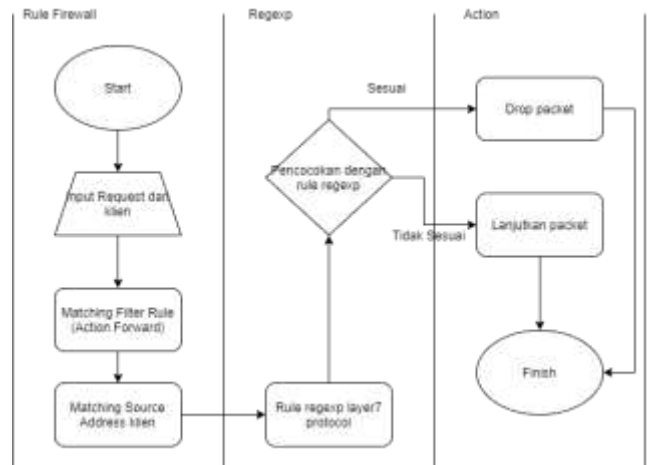 Rule Firewall
Regexp
Action
Start
Input Request dari
klien
Matching Filter Rule
(Action Forward)
Matching Source
Address klien
Rule regexp layer7
protocol
Pencocokan dengan
rule regexp
Sesuai
Tidak Sesuai
Drop packet
Lanjutkan packet
Finish